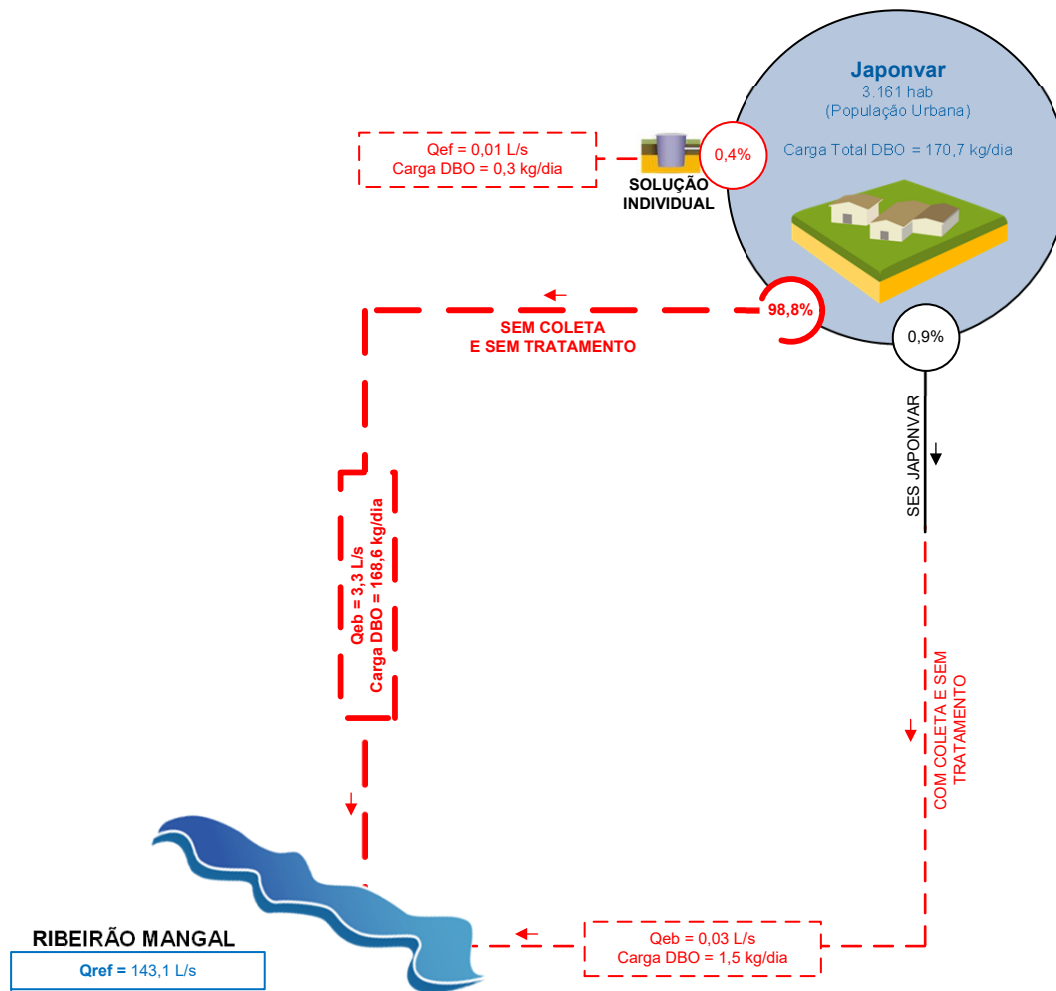 Japonvar
3.161 hab
(População Urbana)
Carga Total DBO = 170,7 kg/dia
Qef = 0,01 L/s
Carga DBO = 0,3 kg/dia
0,4%
SOLUÇÃO
INDIVIDUAL
98,8%
SEM COLETA
E SEM TRATAMENTO
0,9%
SES JAPONVAR
Qeb = 3,3 L/s
Carga DBO = 168,6 kg/dia
COM COLETA E SEM
TRATAMENTO
RIBEIRÃO MANGAL
Qref = 143,1 L/s
Qeb = 0,03 L/s
Carga DBO = 1,5 kg/dia